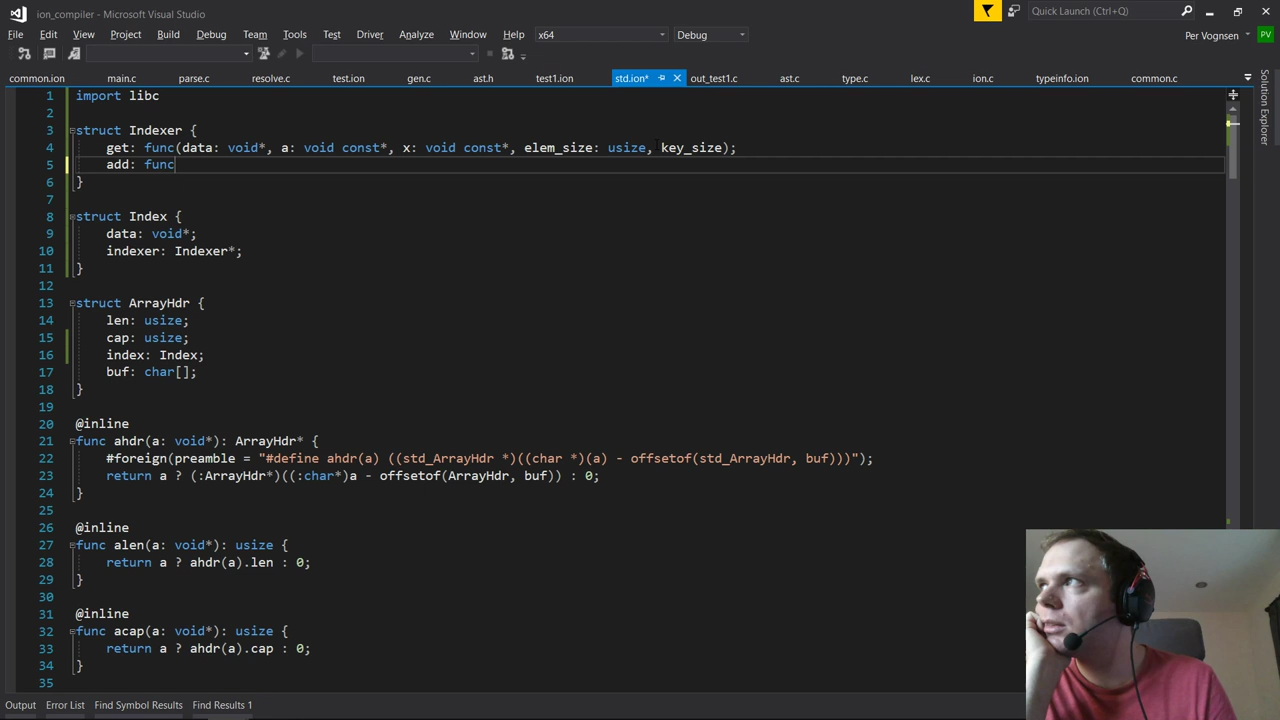 ion_compiler - Microsoft Visual Studio
Quick Launch (Ctrl+Q)
File Edit View Project Build Debug Team Tools Test Driver Analyze Window Help x64 Debug
Per Vognsen PV
common.ion main.c parse.c resolve.c test.ion gen.c ast.h test1.ion std.ion* out_test1.c ast.c type.c lex.c ion.c typeinfo.ion common.c
Solution Explorer
1 import libc
2
3 struct Indexer {
4 get: func(data: void*, a: void const*, x: void const*, elem_size: usize, key_size);
5 add: func
6 }
7
8 struct Index {
9 data: void*;
10 indexer: Indexer*;
11 }
12
13 struct ArrayHdr {
14 len: usize;
15 cap: usize;
16 index: Index;
17 buf: char[];
18 }
19
20 @inline
21 func ahdr(a: void*): ArrayHdr* {
22 #foreign(preamble = "#define ahdr(a) ((std_ArrayHdr *)((char *)(a) - offsetof(std_ArrayHdr, buf)))");
23 return a ? (:ArrayHdr*)((:char*)a - offsetof(ArrayHdr, buf)) : 0;
24 }
25
26 @inline
27 func alen(a: void*): usize {
28 return a ? ahdr(a).len : 0;
29 }
30
31 @inline
32 func acap(a: void*): usize {
33 return a ? ahdr(a).cap : 0;
34 }
35
Output Error List Find Symbol Results Find Results 1